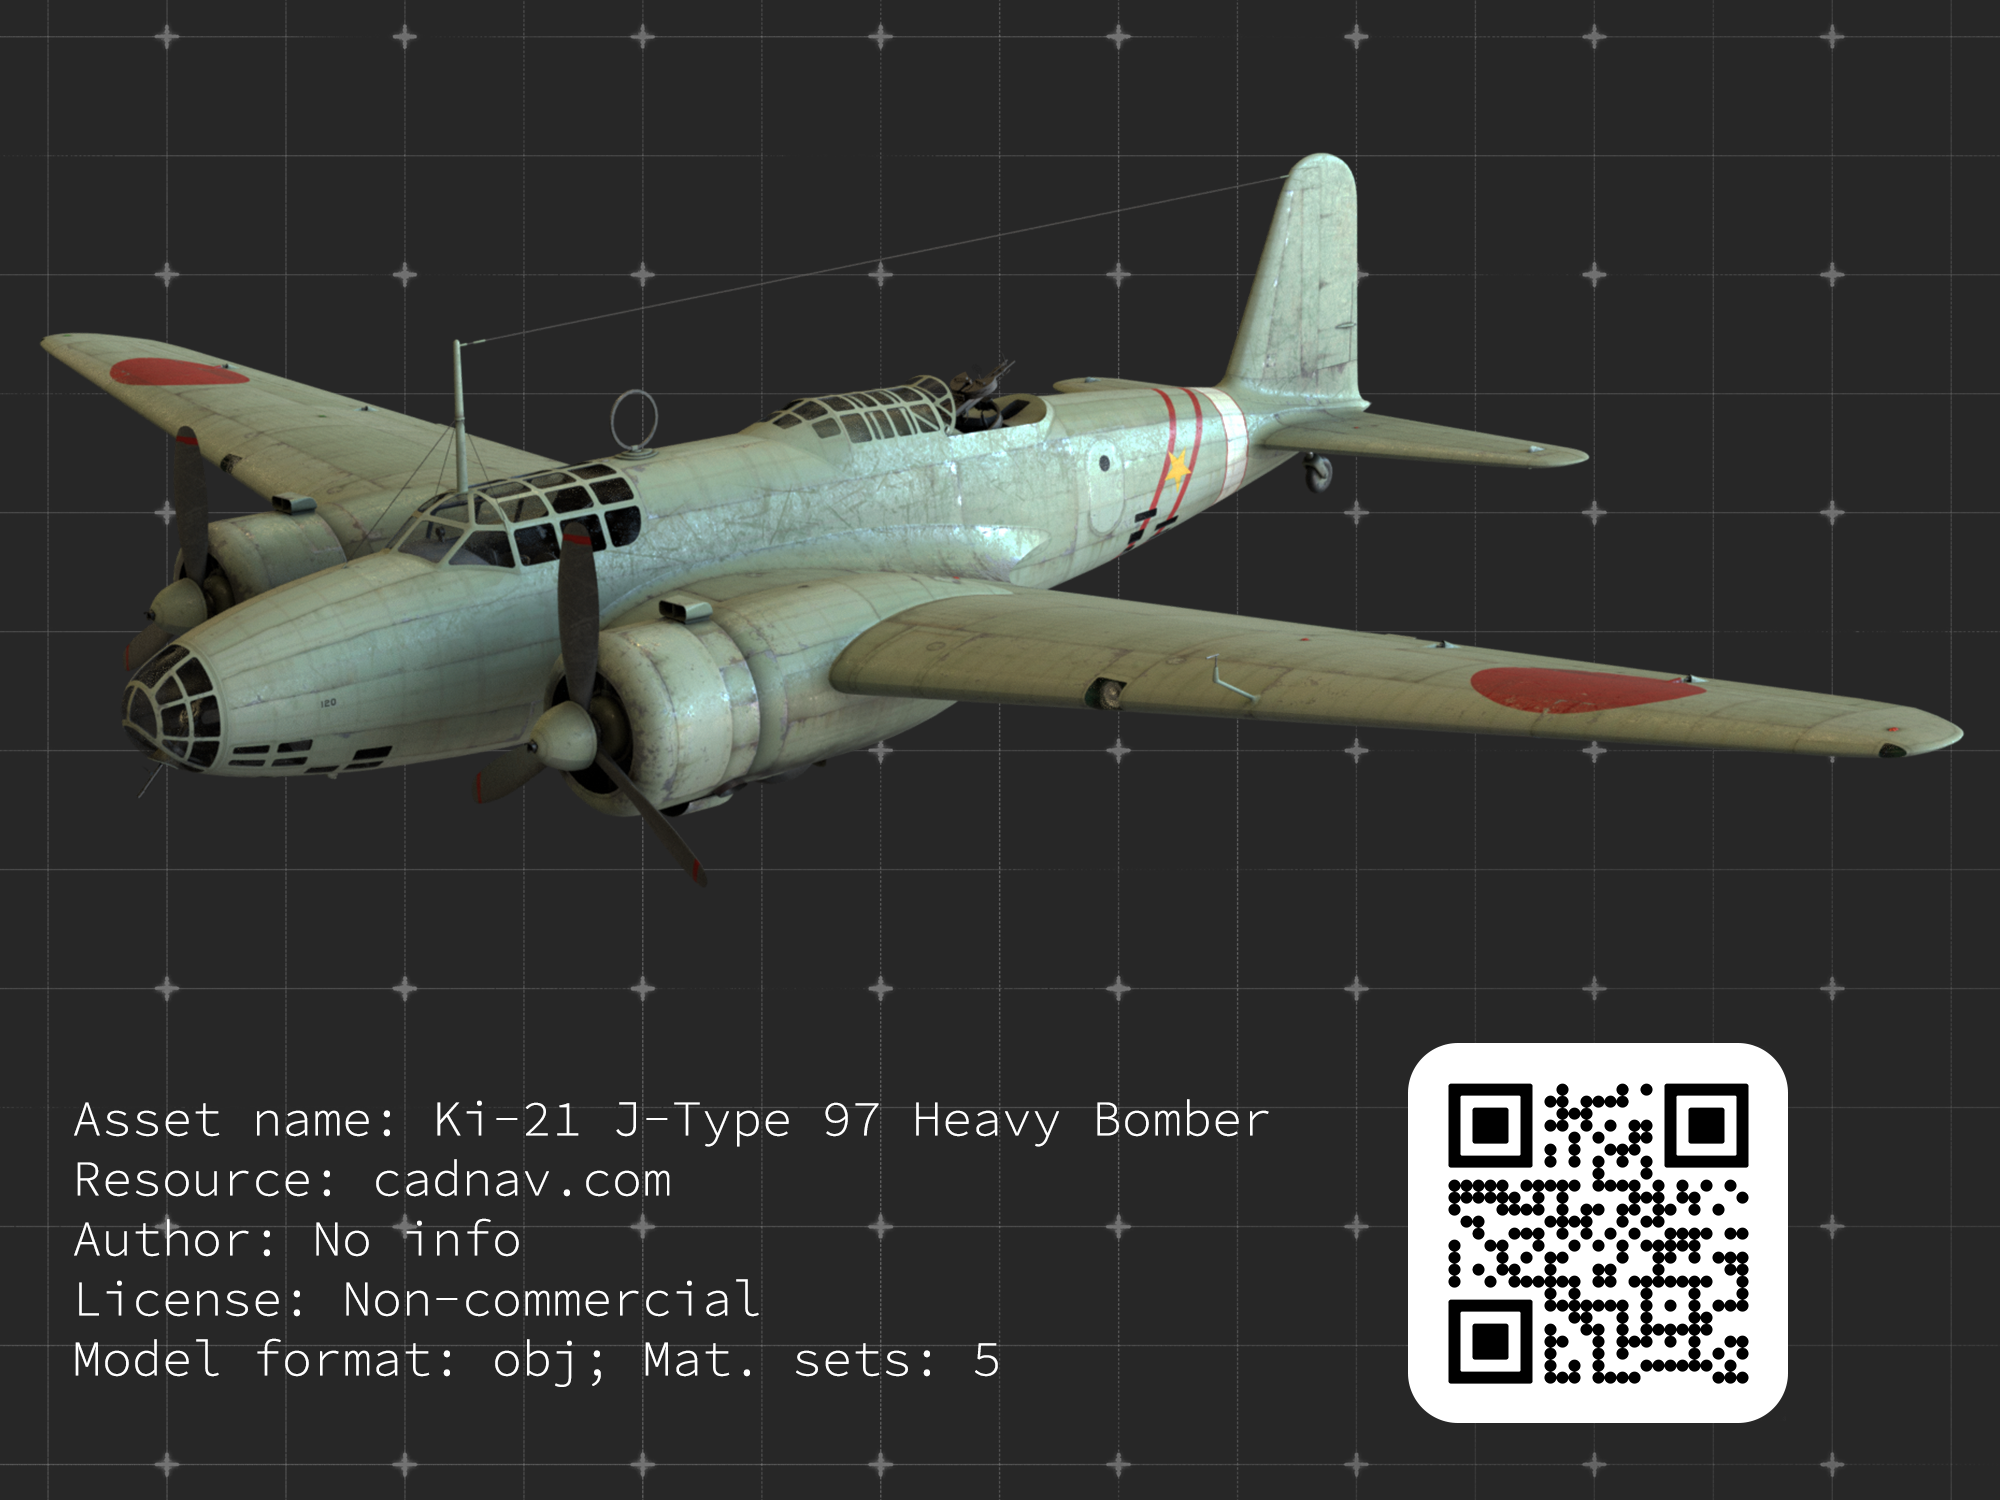 120
Asset name: Ki-21 J-Type 97 Heavy Bomber
Resource: cadnav.com
Author: No info
License: Non-commercial
Model format: obj; Mat. sets: 5